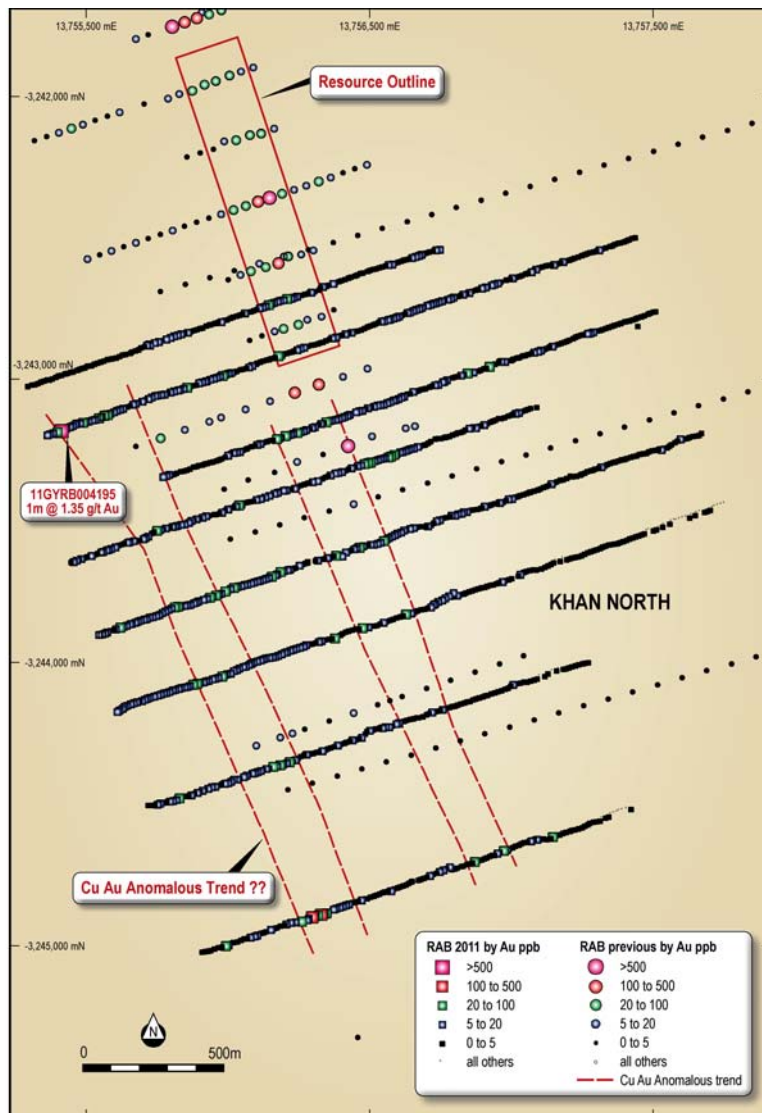 13,755,500 mE
13,756,500 mE
13,757,500 mE
-3,242,000 mN
Resource Outline
-3,243,000 mN
11GYRB004195
1m @ 1.35 g/t Au
KHAN NORTH
-3,244,000 mN
Cu Au Anomalous Trend ??
-3,245,000 mN
N
0
500m
RAB 2011 by Au ppb
>500
100 to 500
20 to 100
5 to 20
0 to 5
all others
RAB previous by Au ppb
>500
100 to 500
20 to 100
5 to 20
0 to 5
all others
Cu Au Anomalous trend